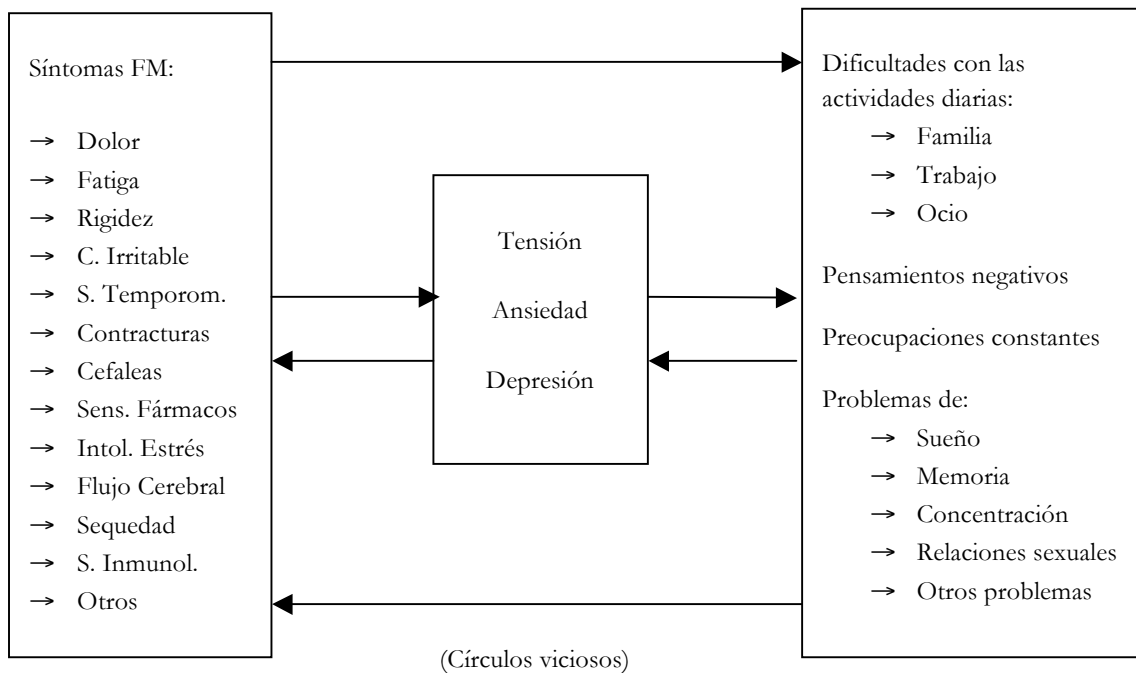 Síntomas FM:
→ Dolor
→ Fatiga
→ Rigidez
→ C. Irritable
→ S. Temporom.
→ Contracturas
→ Cefaleas
→ Sens. Fármacos
→ Intol. Estrés
→ Flujo Cerebral
→ Sequedad
→ S. Inmunol.
→ Otros
Tensión
Ansiedad
Depresión
Dificultades con las
actividades diarias:
→ Familia
→ Trabajo
→ Ocio
Pensamientos negativos
Preocupaciones constantes
Problemas de:
→ Sueño
→ Memoria
→ Concentración
→ Relaciones sexuales
→ Otros problemas
(Círculos viciosos)